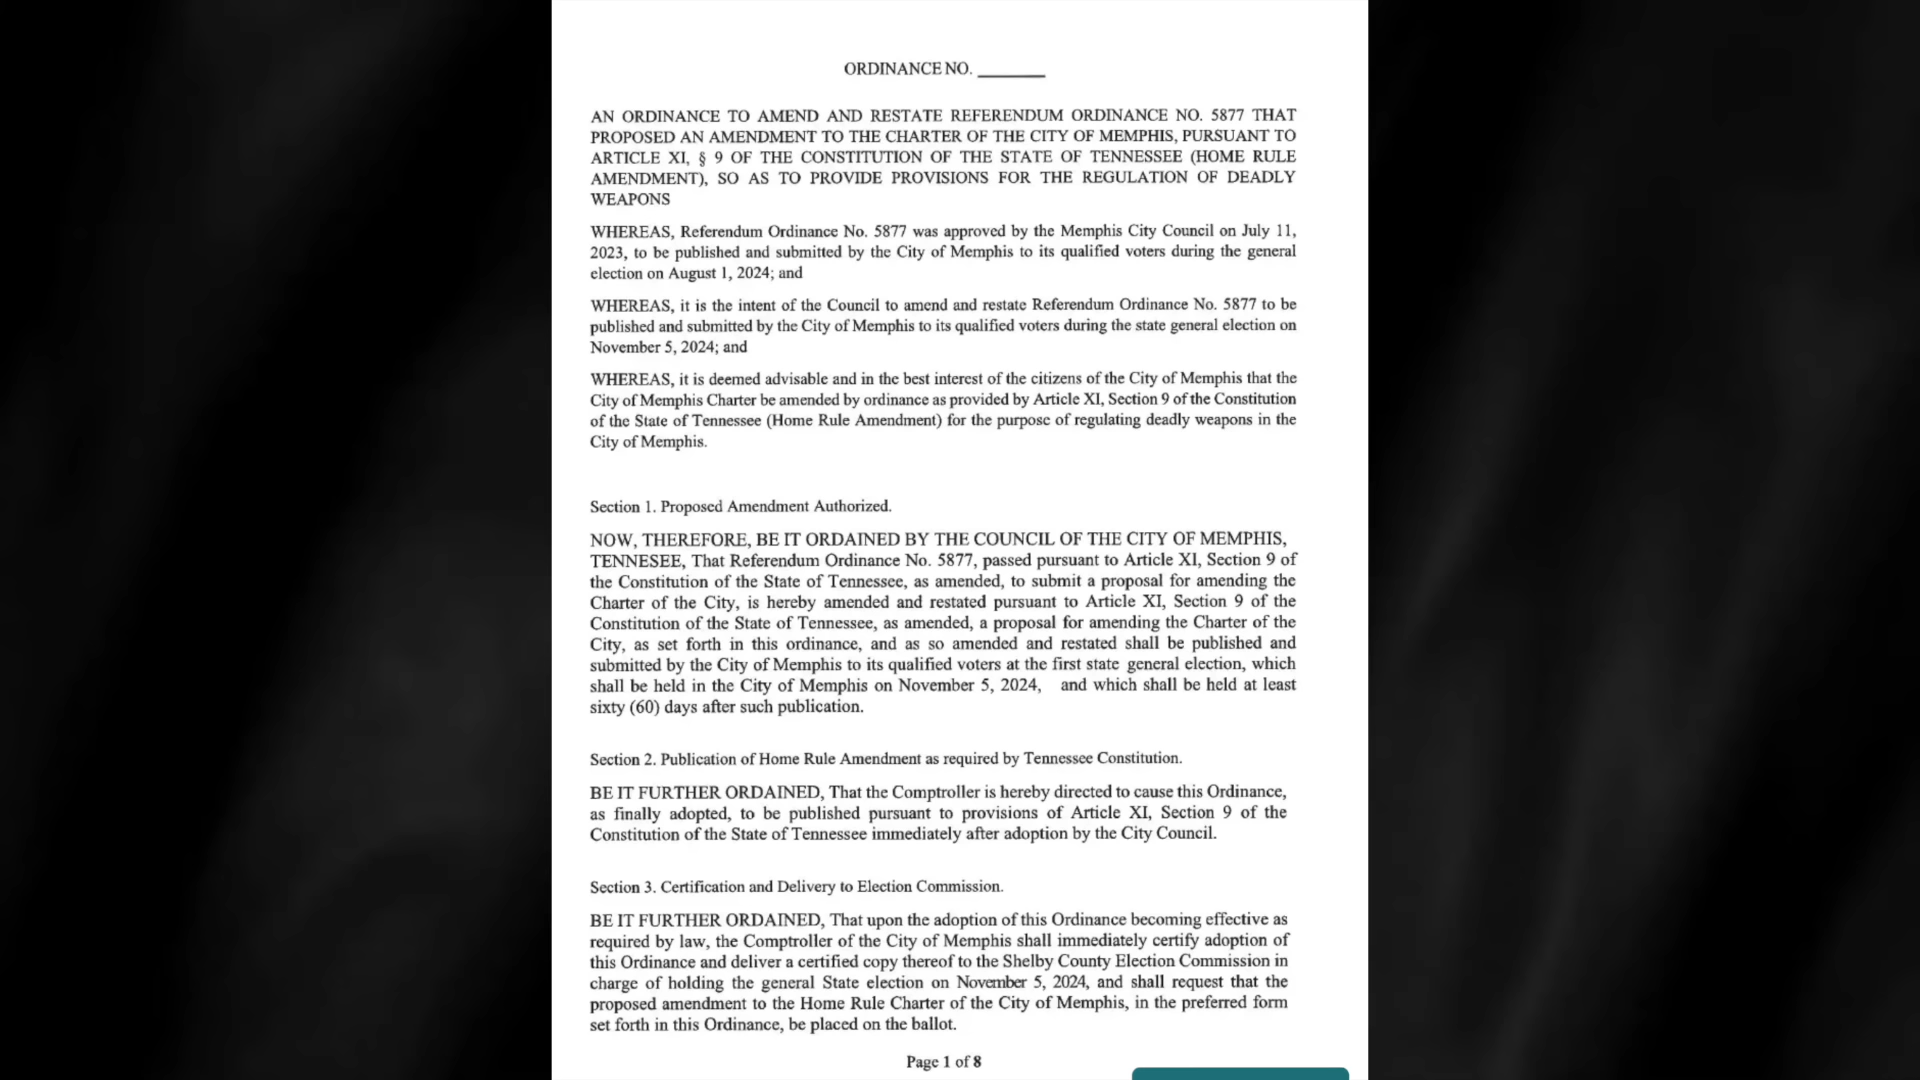 ORDINANCE NO. _______
AN ORDINANCE TO AMEND AND RESTATE REFERENDUM ORDINANCE NO. 5877 THAT
PROPOSED AN AMENDMENT TO THE CHARTER OF THE CITY OF MEMPHIS, PURSUANT TO
ARTICLE XI, § 9 OF THE CONSTITUTION OF THE STATE OF TENNESSEE (HOME RULE
AMENDMENT), SO AS TO PROVIDE PROVISIONS FOR THE REGULATION OF DEADLY
WEAPONS
WHEREAS, Referendum Ordinance No. 5877 was approved by the Memphis City Council on July 11,
2023, to be published and submitted by the City of Memphis to its qualified voters during the general
election on August 1, 2024; and
WHEREAS, it is the intent of the Council to amend and restate Referendum Ordinance No. 5877 to be
published and submitted by the City of Memphis to its qualified voters during the state general election on
November 5, 2024; and
WHEREAS, it is deemed advisable and in the best interest of the citizens of the City of Memphis that the
City of Memphis Charter be amended by ordinance as provided by Article XI, Section 9 of the Constitution
of the State of Tennessee (Home Rule Amendment) for the purpose of regulating deadly weapons in the
City of Memphis.
Section 1. Proposed Amendment Authorized.
NOW, THEREFORE, BE IT ORDAINED BY THE COUNCIL OF THE CITY OF MEMPHIS,
TENNESEE, That Referendum Ordinance No. 5877, passed pursuant to Article XI, Section 9 of
the Constitution of the State of Tennessee, as amended, to submit a proposal for amending the
Charter of the City, is hereby amended and restated pursuant to Article XI, Section 9 of the
Constitution of the State of Tennessee, as amended, a proposal for amending the Charter of the
City, as set forth in this ordinance, and as so amended and restated shall be published and
submitted by the City of Memphis to its qualified voters at the first state general election, which
shall be held in the City of Memphis on November 5, 2024, and which shall be held at least
sixty (60) days after such publication.
Section 2. Publication of Home Rule Amendment as required by Tennessee Constitution.
BE IT FURTHER ORDAINED, That the Comptroller is hereby directed to cause this Ordinance,
as finally adopted, to be published pursuant to provisions of Article XI, Section 9 of the
Constitution of the State of Tennessee immediately after adoption by the City Council.
Section 3. Certification and Delivery to Election Commission.
BE IT FURTHER ORDAINED, That upon the adoption of this Ordinance becoming effective as
required by law, the Comptroller of the City of Memphis shall immediately certify adoption of
this Ordinance and deliver a certified copy thereof to the Shelby County Election Commission in
charge of holding the general State election on November 5, 2024, and shall request that the
proposed amendment to the Home Rule Charter of the City of Memphis, in the preferred form
set forth in this Ordinance, be placed on the ballot.
Page 1 of 8